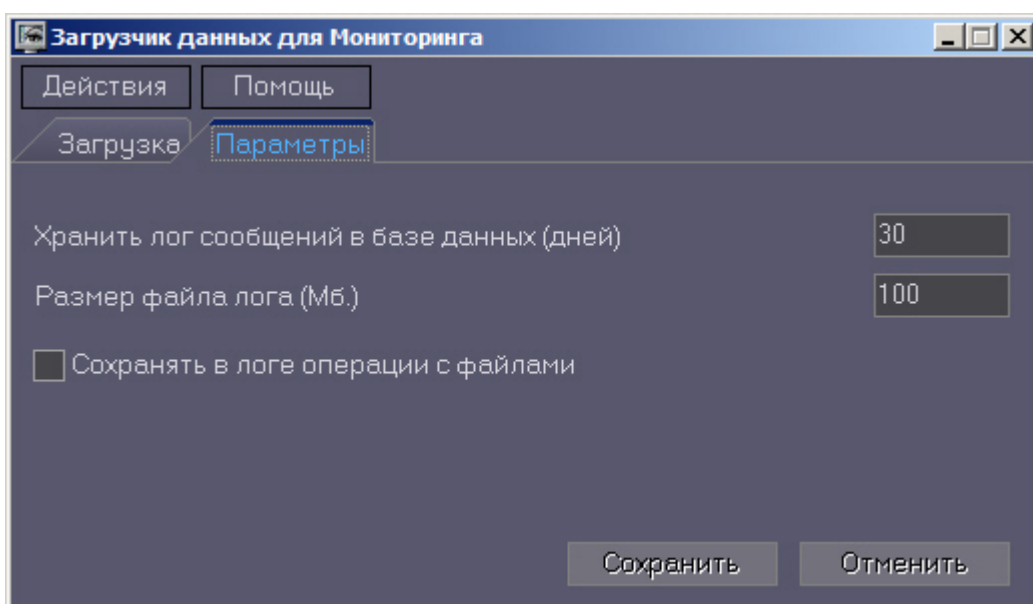 Загрузчик данных для Мониторинга
Действия Помощь
Загрузка Параметры
Хранить лог сообщений в базе данных (дней) 30
Размер файла лога (Мб.) 100
Сохранять в логе операции с файлами
Сохранить Отменить